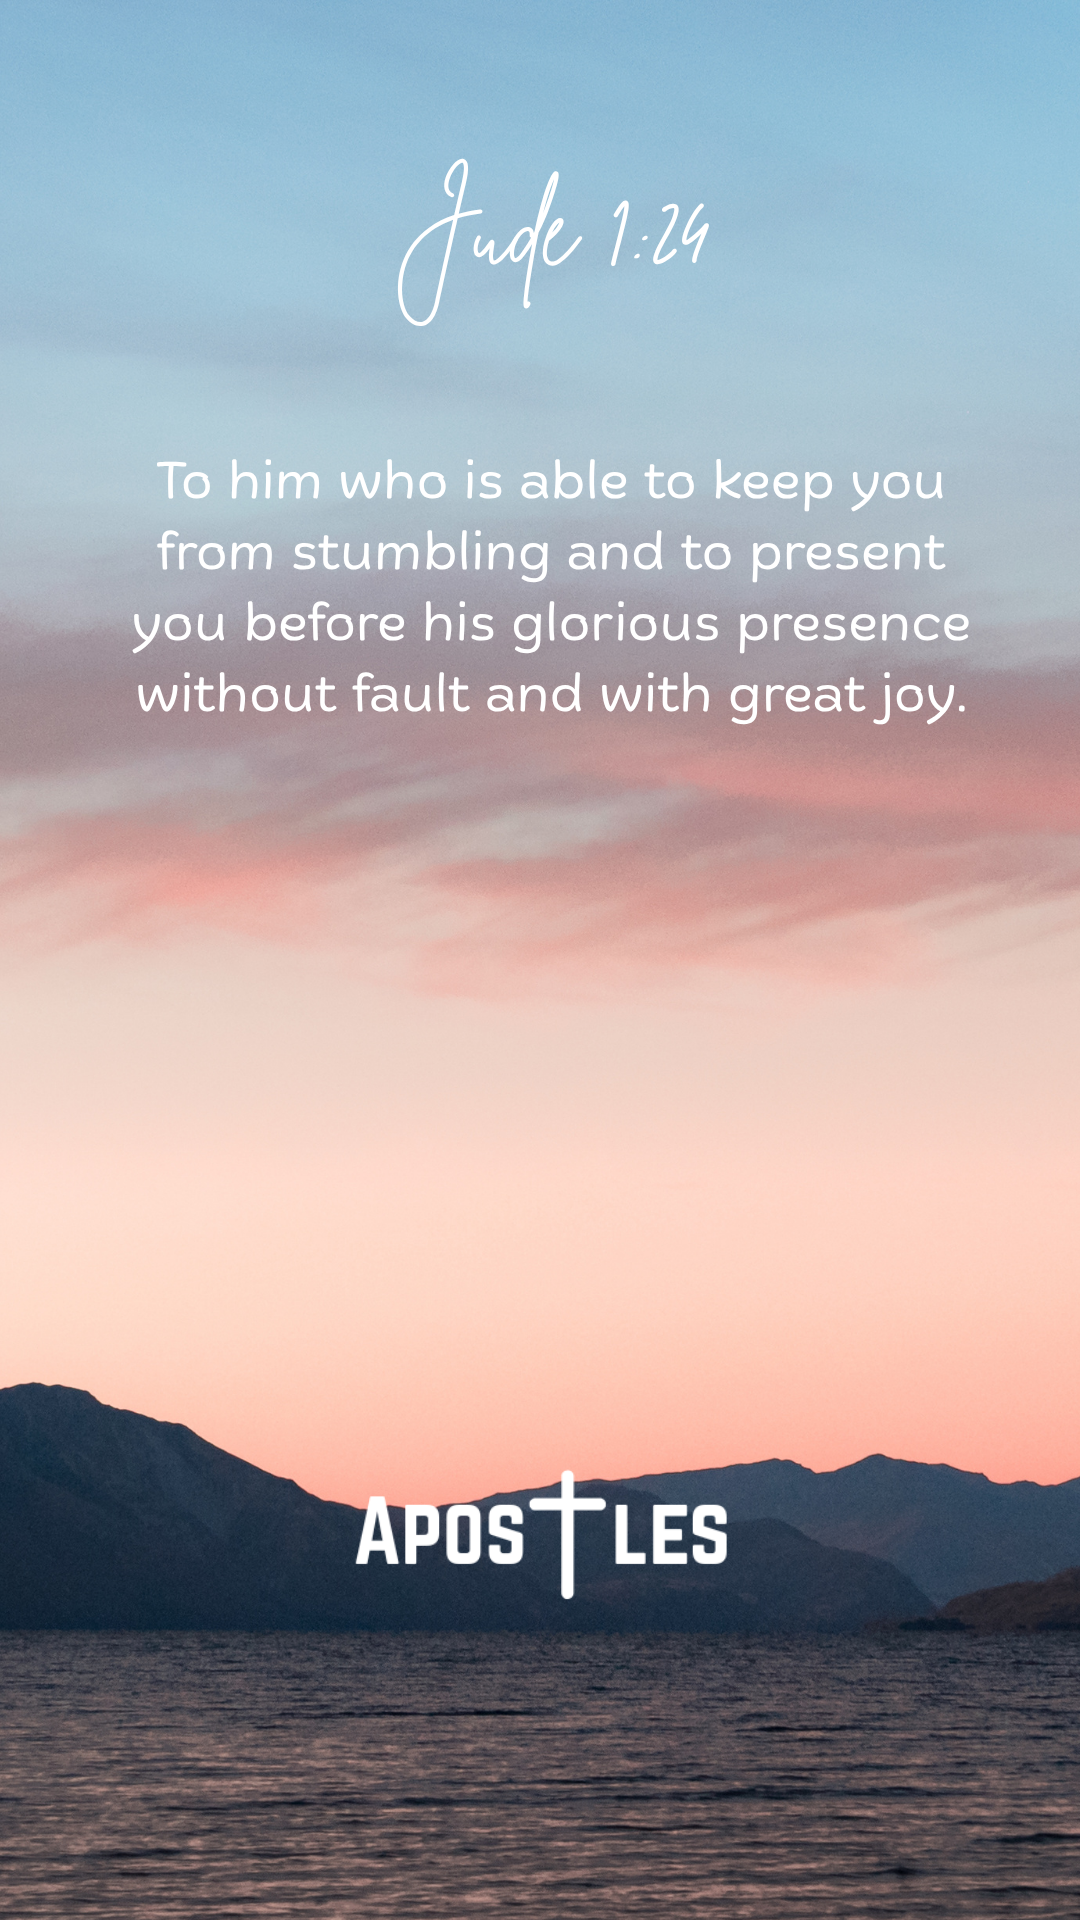 Jude 1:24
To him who is able to keep you
from stumbling and to present
you before his glorious presence
without fault and with great joy.
APOSTLES